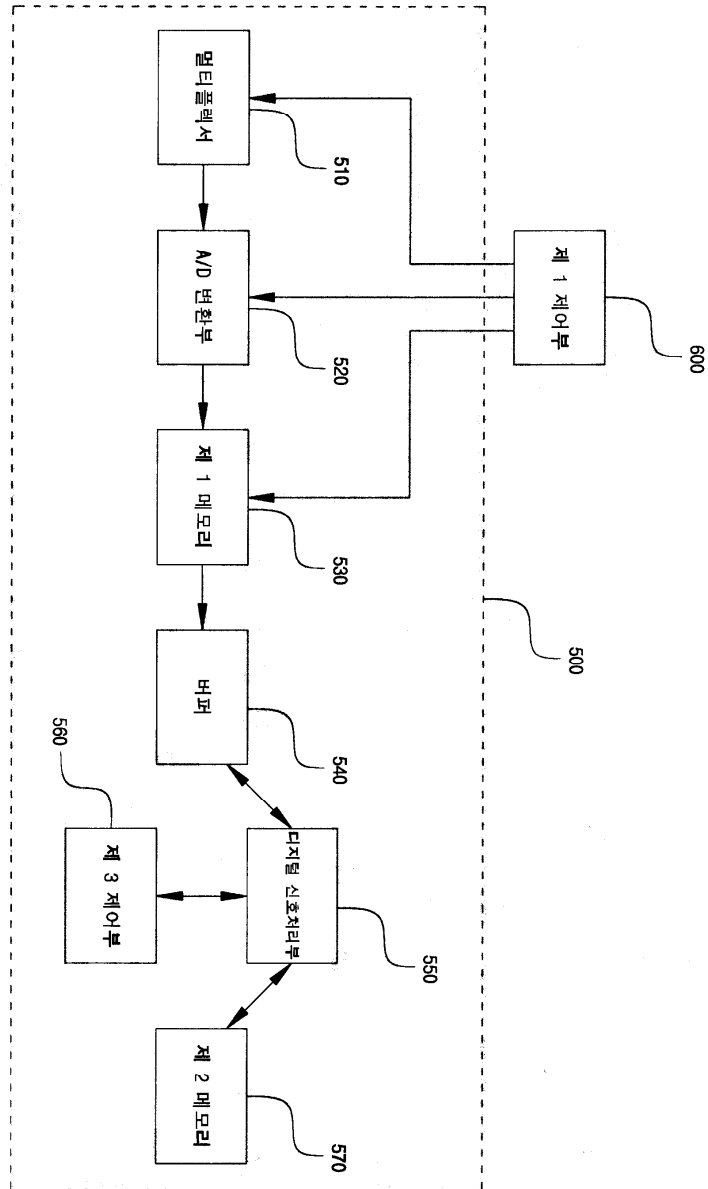 제 1 제어부
600
500
멀티플렉서
510
A/D 변환부
520
제 1 메모리
530
버퍼
540
디지털 신호처리부
550
제 3 제어부
560
제 2 메모리
570